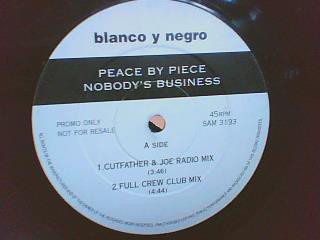 blanco y negro
PEACE BY PIECE
NOBODY'S BUSINESS
PROMO ONLY
NOT FOR RESALE
45RPM
SAM 3193
A SIDE
1.CUTFATHER & JOE RADIO MIX
(3:46)
2.FULL CREW CLUB MIX
(4:44)